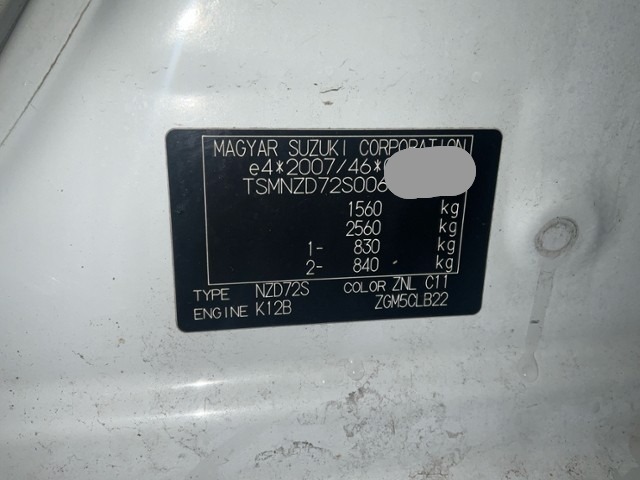 MAGYAR SUZUKI CORPORATION
e4*2007/46*
TSMNZD72S00
1560 kg
2560 kg
1- 830 kg
2- 840 kg
TYPE NZD72S COLOR ZNL C11
ENGINE K12B ZGM5CLB22